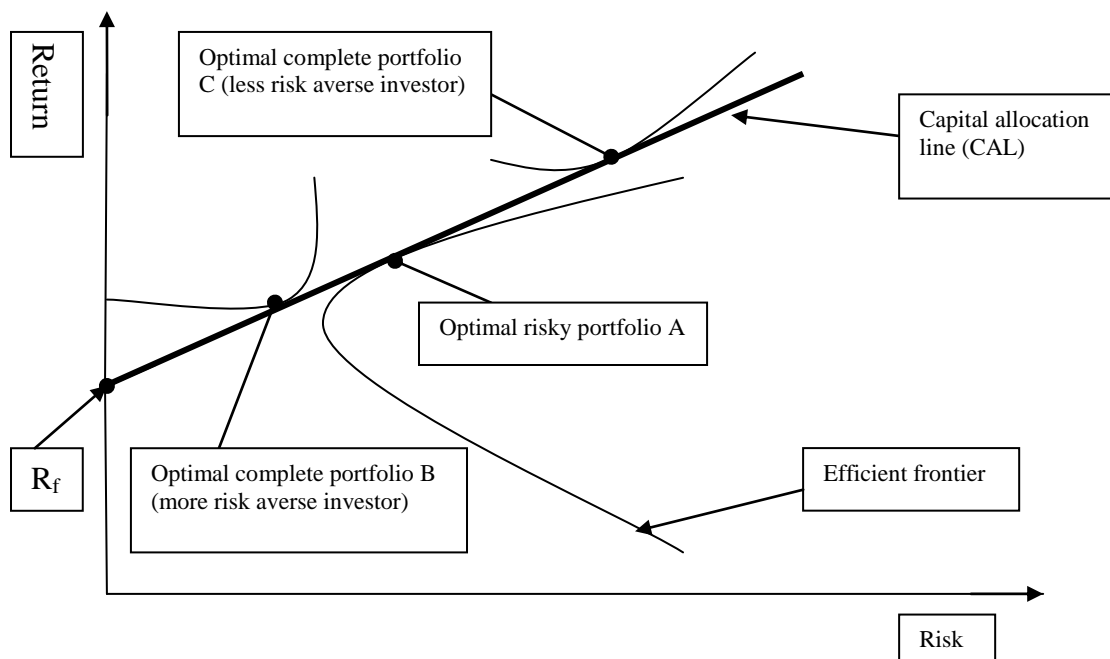 Return
Optimal complete portfolio
C (less risk averse investor)
Capital allocation
line (CAL)
Optimal risky portfolio A
Rf
Optimal complete portfolio B
(more risk averse investor)
Efficient frontier
Risk